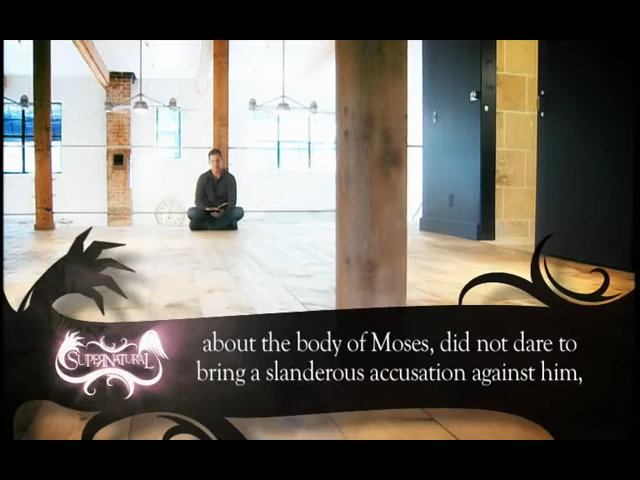 about the body of Moses, did not dare to
bring a slanderous accusation against him,
SUPERNATURAL